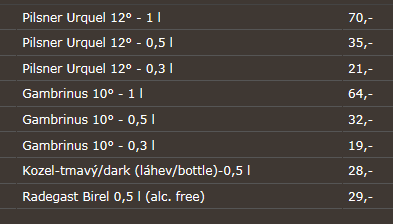 Pilsner Urquel 12° - 1 l 70,-
Pilsner Urquel 12° - 0,5 l 35,-
Pilsner Urquel 12° - 0,3 l 21,-
Gambrinus 10° - 1 l 64,-
Gambrinus 10° - 0,5 l 32,-
Gambrinus 10° - 0,3 l 19,-
Kozel-tmavý/dark (láhev/bottle)-0,5 l 28,-
Radegast Birel 0,5 l (alc. free) 29,-